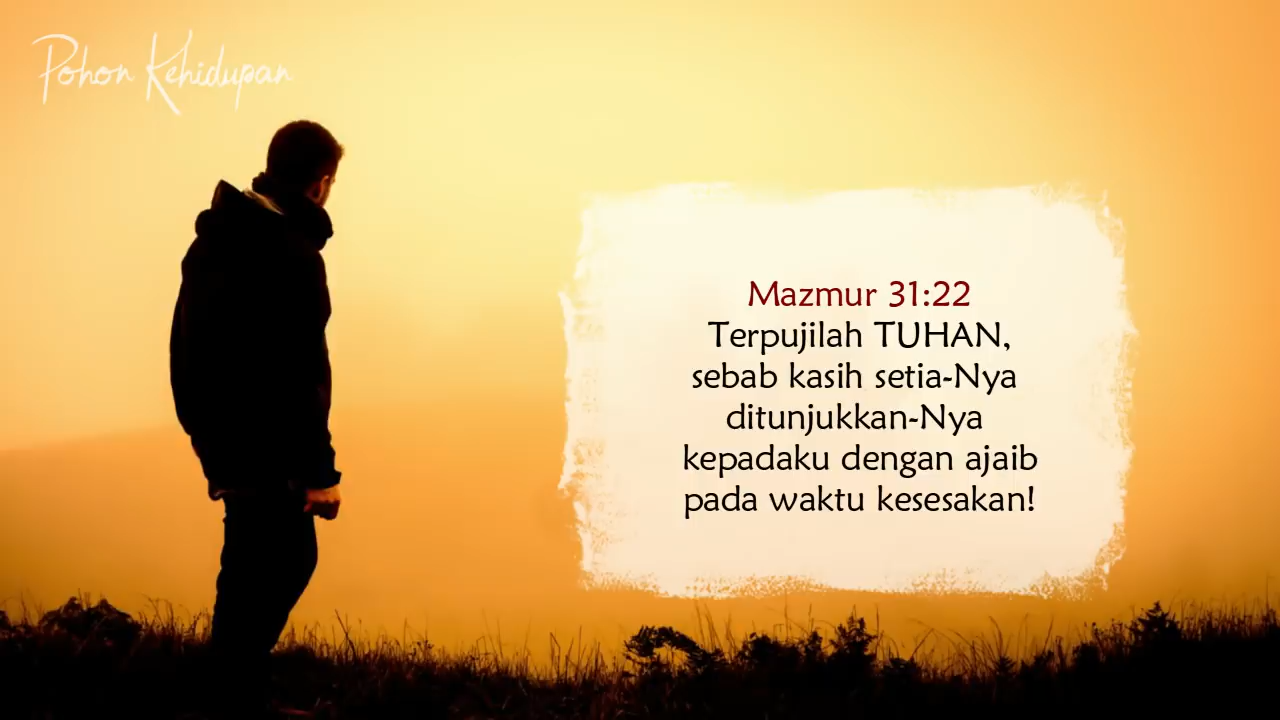 Pohon Kehidupan
Mazmur 31:22
Terpujilah TUHAN,
sebab kasih setia-Nya
ditunjukkan-Nya
kepadaku dengan ajaib
pada waktu kesesakan!